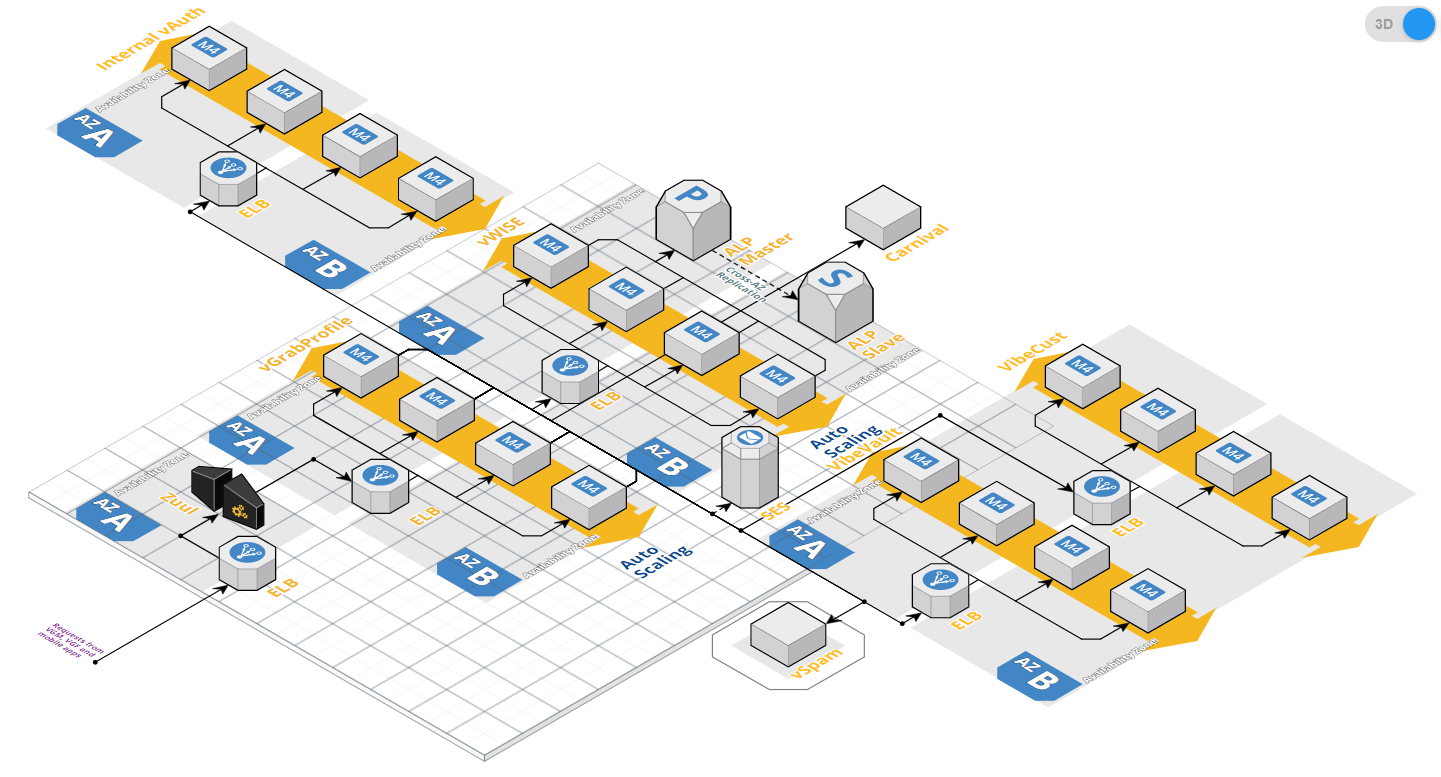 3D
Internal vAuth
M4
M4
M4
M4
Availability Zone
AZ A
ELB
AZ B
Availability Zone
vWISE
M4
M4
M4
M4
Availability Zone
AZ A
ELB
AZ B
Availability Zone
P
ALP
Master
Cross-AZ
Replication
S
ALP
Slave
Carnival
vGrabProfile
M4
M4
M4
M4
Availability Zone
AZ A
ELB
AZ B
Availability Zone
Auto
Scaling
Availability Zone
AZ A
Zuul
ELB
Requests from
VGM, VGF and
mobile apps
SES
Auto
Scaling
VibeVault
M4
M4
M4
M4
Availability Zone
AZ A
ELB
AZ B
Availability Zone
VibeCust
M4
M4
M4
M4
ELB
vSpam